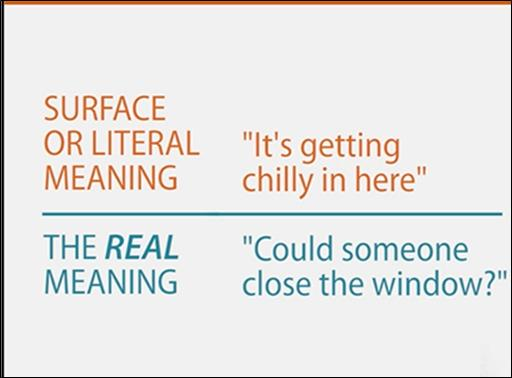 SURFACE
OR LITERAL
MEANING
"It's getting
chilly in here"
THE REAL
MEANING
"Could someone
close the window?"